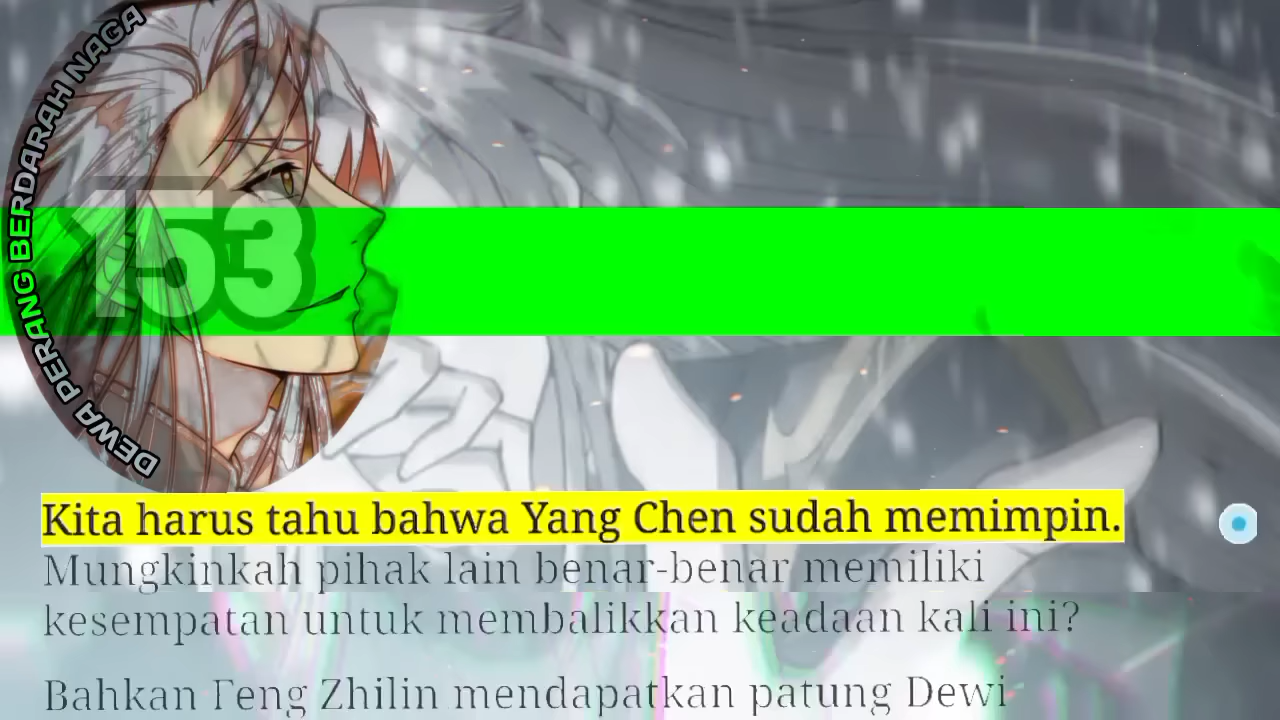 DEWA PERANG BERDARAH NAGA
153
Kita harus tahu bahwa Yang Chen sudah memimpin.
Mungkinkah pihak lain benar-benar memiliki
kesempatan untuk membalikkan keadaan kali ini?
Bahkan Feng Zhilin mendapatkan patung Dewi